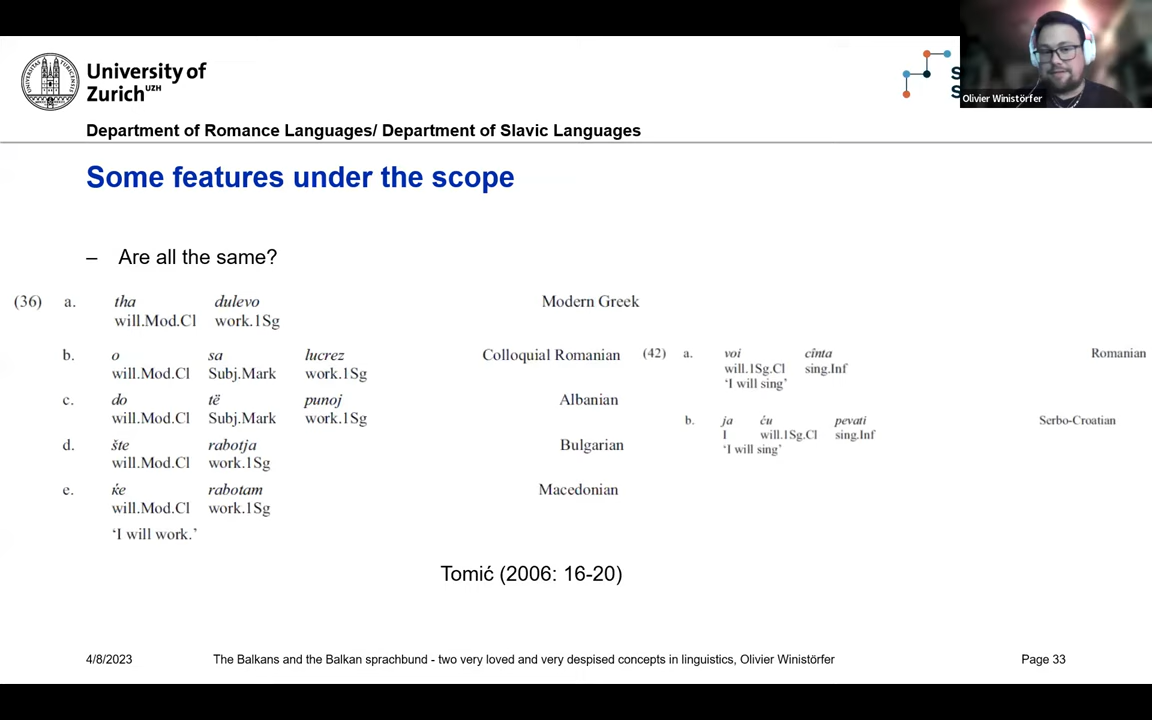 University of
Zurich UZH
S
S
Olivier Winistörfer
Department of Romance Languages/ Department of Slavic Languages
Some features under the scope
– Are all the same?
(36) a. tha dulevo Modern Greek
will.Mod.Cl work.1Sg
b. o sa lucrez Colloquial Romanian
will.Mod.Cl Subj.Mark work.1Sg
c. do të punoj Albanian
will.Mod.Cl Subj.Mark work.1Sg
d. šte rabotja Bulgarian
will.Mod.Cl work.1Sg
e. ḱe rabotam Macedonian
will.Mod.Cl work.1Sg
‘I will work.’
(42) a. voi cînta Romanian
will.1Sg.Cl sing.Inf
‘I will sing’
b. ja ću pevati Serbo-Croatian
I will.1Sg.Cl sing.Inf
‘I will sing’
Tomić (2006: 16-20)
4/8/2023 The Balkans and the Balkan sprachbund - two very loved and very despised concepts in linguistics, Olivier Winistörfer Page 33